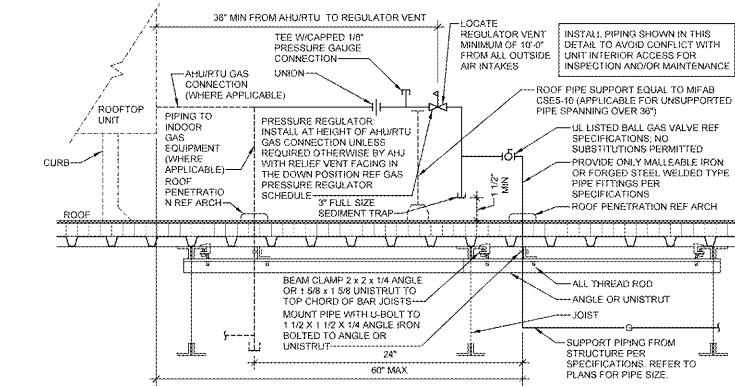 36" MIN FROM AHU/RTU TO REGULATOR VENT
TEE W/CAPPED 1/8"
PRESSURE GAUGE
CONNECTION
UNION
LOCATE
REGULATOR VENT
MINIMUM OF 10'-0"
FROM ALL OUTSIDE
AIR INTAKES
INSTALL PIPING SHOWN IN THIS
DETAIL TO AVOID CONFLICT WITH
UNIT INTERIOR ACCESS FOR
INSPECTION AND/OR MAINTENANCE
AHU/RTU GAS
CONNECTION
(WHERE APPLICABLE)
ROOFTOP
UNIT
CURB
ROOF
PIPING TO
INDOOR
GAS
EQUIPMENT
(WHERE
APPLICABLE)
ROOF
PENETRATIO
N REF ARCH
PRESSURE REGULATOR:
INSTALL AT HEIGHT OF AHU/RTU
GAS CONNECTION UNLESS
REQUIRED OTHERWISE BY AHJ
WITH RELIEF VENT FACING IN
THE DOWN POSITION REF GAS
PRESSURE REGULATOR
SCHEDULE
3" FULL SIZE
SEDIMENT TRAP
1 1/2"
MIN
ROOF PIPE SUPPORT EQUAL TO MIFAB
CSE5-10 (APPLICABLE FOR UNSUPPORTED
PIPE SPANNING OVER 36")
UL LISTED BALL GAS VALVE REF
SPECIFICATIONS; NO
SUBSTITUTIONS PERMITTED
PROVIDE ONLY MALLEABLE IRON
OR FORGED STEEL WELDED TYPE
PIPE FITTINGS PER
SPECIFICATIONS
ROOF PENETRATION REF ARCH
BEAM CLAMP 2 x 2 x 1/4 ANGLE
OR 1 5/8 x 1 5/8 UNISTRUT TO
TOP CHORD OF BAR JOISTS
MOUNT PIPE WITH U-BOLT TO
1 1/2 X 1 1/2 X 1/4 ANGLE IRON
BOLTED TO ANGLE OR
UNISTRUT
ALL THREAD ROD
ANGLE OR UNISTRUT
JOIST
G
SUPPORT PIPING FROM
STRUCTURE PER
SPECIFICATIONS. REFER TO
PLANS FOR PIPE SIZE.
24"
60" MAX